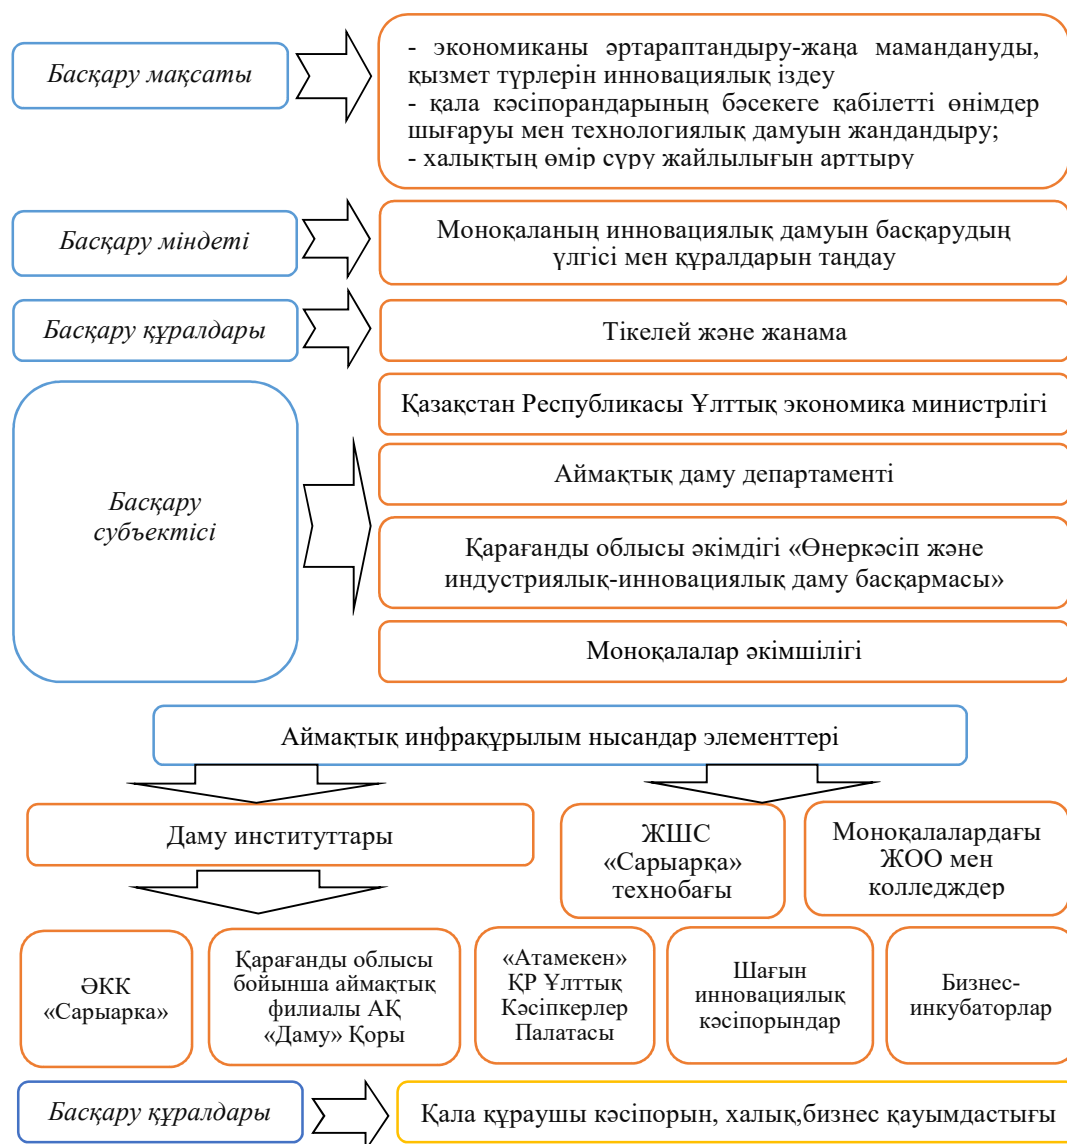 Басқару мақсаты
- экономиканы әртараптандыру-жаңа мамандануды,
қызмет түрлерін инновациялық іздеу
- қала кәсіпорандарының бәсекеге қабілетті өнімдер
шығаруы мен технологиялық дамуын жандандыру;
- халықтың өмір сүру жайлылығын арттыру
Басқару міндеті
Моноқаланың инновациялық дамуын басқарудың
үлгісі мен құралдарын таңдау
Басқару құралдары
Тікелей және жанама
Басқару
субъектісі
Қазақстан Республикасы Ұлттық экономика министрлігі
Аймақтық даму департаменті
Қарағанды облысы әкімдігі «Өнеркәсіп және
индустриялық-инновациялық даму басқармасы»
Моноқалалар әкімшілігі
Аймақтық инфрақұрылым нысандар элементтері
Даму институттары
ЖШС
«Сарыарқа»
технобағы
Моноқалалардағы
ЖОО мен
колледждер
ӘКК
«Сарыарка»
Қарағанды облысы
бойынша аймақтық
филиалы АҚ
«Даму» Қоры
«Атамекен»
ҚР Ұлттық
Кәсіпкерлер
Палатасы
Шағын
инновациялық
кәсіпорындар
Бизнес-
инкубаторлар
Басқару құралдары
Қала құраушы кәсіпорын, халық,бизнес қауымдастығы